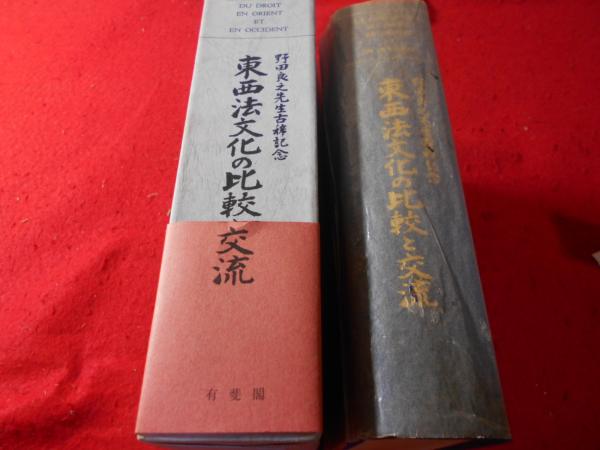 DU DROIT
EN ORIENT
ET
EN OCCIDENT
野田良之先生古稀記念
東西法文化の比較と交流
有斐閣
東西法文化の比較と交流